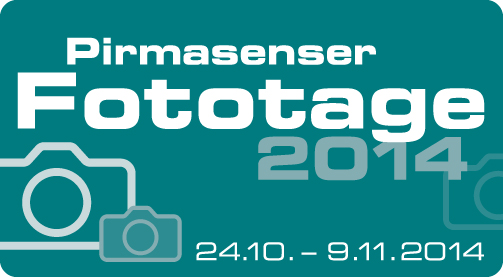 Pirmasenser
Fototage
2014
24.10. – 9.11.2014